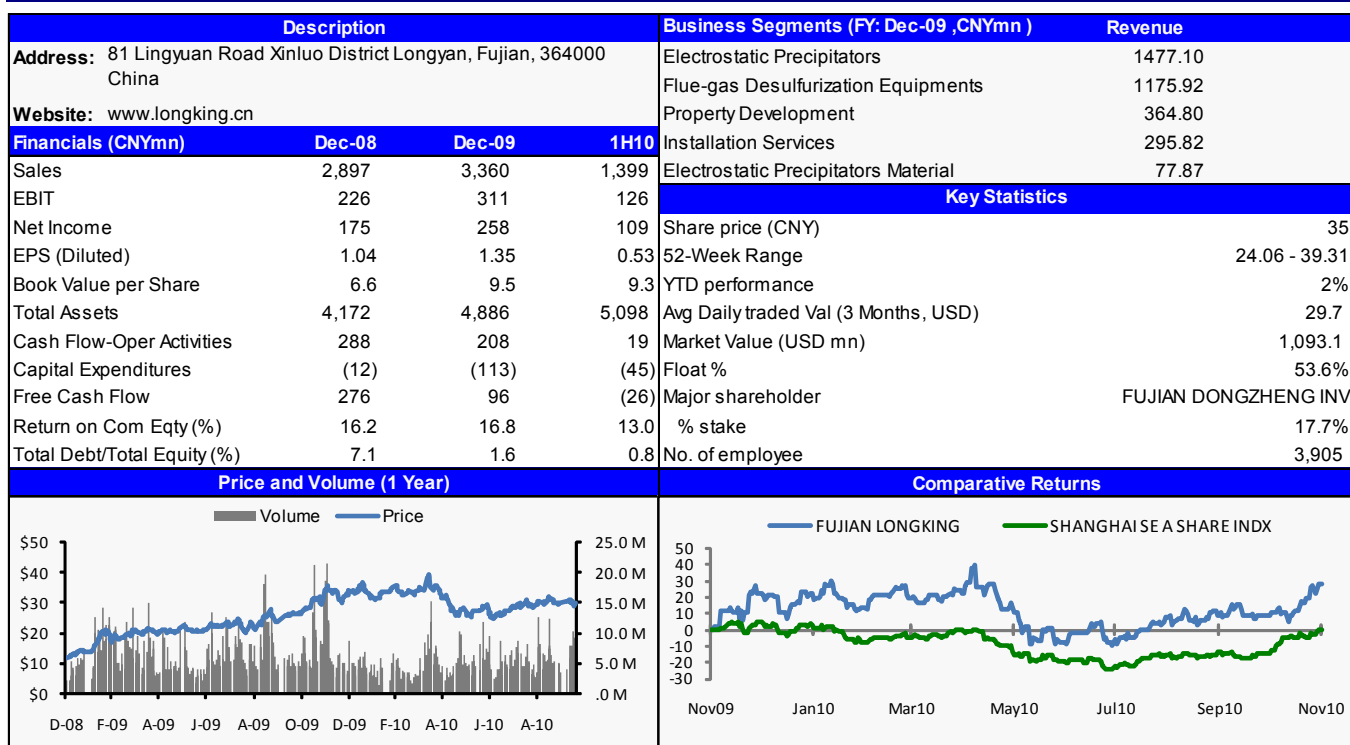 Description
Address: 81 Lingyuan Road Xinluo District Longyan, Fujian, 364000
China
Website: www.longking.cn
Financials (CNYmn) Dec-08 Dec-09 1H10
Sales 2,897 3,360 1,399
EBIT 226 311 126
Net Income 175 258 109
EPS (Diluted) 1.04 1.35 0.53
Book Value per Share 6.6 9.5 9.3
Total Assets 4,172 4,886 5,098
Cash Flow-Oper Activities 288 208 19
Capital Expenditures (12) (113) (45)
Free Cash Flow 276 96 (26)
Return on Com Eqty (%) 16.2 16.8 13.0
Total Debt/Total Equity (%) 7.1 1.6 0.8
Business Segments (FY: Dec-09 ,CNYmn ) Revenue
Electrostatic Precipitators 1477.10
Flue-gas Desulfurization Equipments 1175.92
Property Development 364.80
Installation Services 295.82
Electrostatic Precipitators Material 77.87
Key Statistics
Share price (CNY) 35
52-Week Range 24.06 - 39.31
YTD performance 2%
Avg Daily traded Val (3 Months, USD) 29.7
Market Value (USD mn) 1,093.1
Float % 53.6%
Major shareholder FUJIAN DONGZHENG INV
% stake 17.7%
No. of employee 3,905
Price and Volume (1 Year)
Volume Price
$50 25.0 M
$40 20.0 M
$30 15.0 M
$20 10.0 M
$10 5.0 M
$0 .0 M
D-08 F-09 A-09 J-09 A-09 O-09 D-09 F-10 A-10 J-10 A-10
Comparative Returns
FUJIAN LONGKING SHANGHAI SE A SHARE INDX
50
40
30
20
10
0
-10
-20
-30
Nov09 Jan10 Mar10 May10 Jul10 Sep10 Nov10